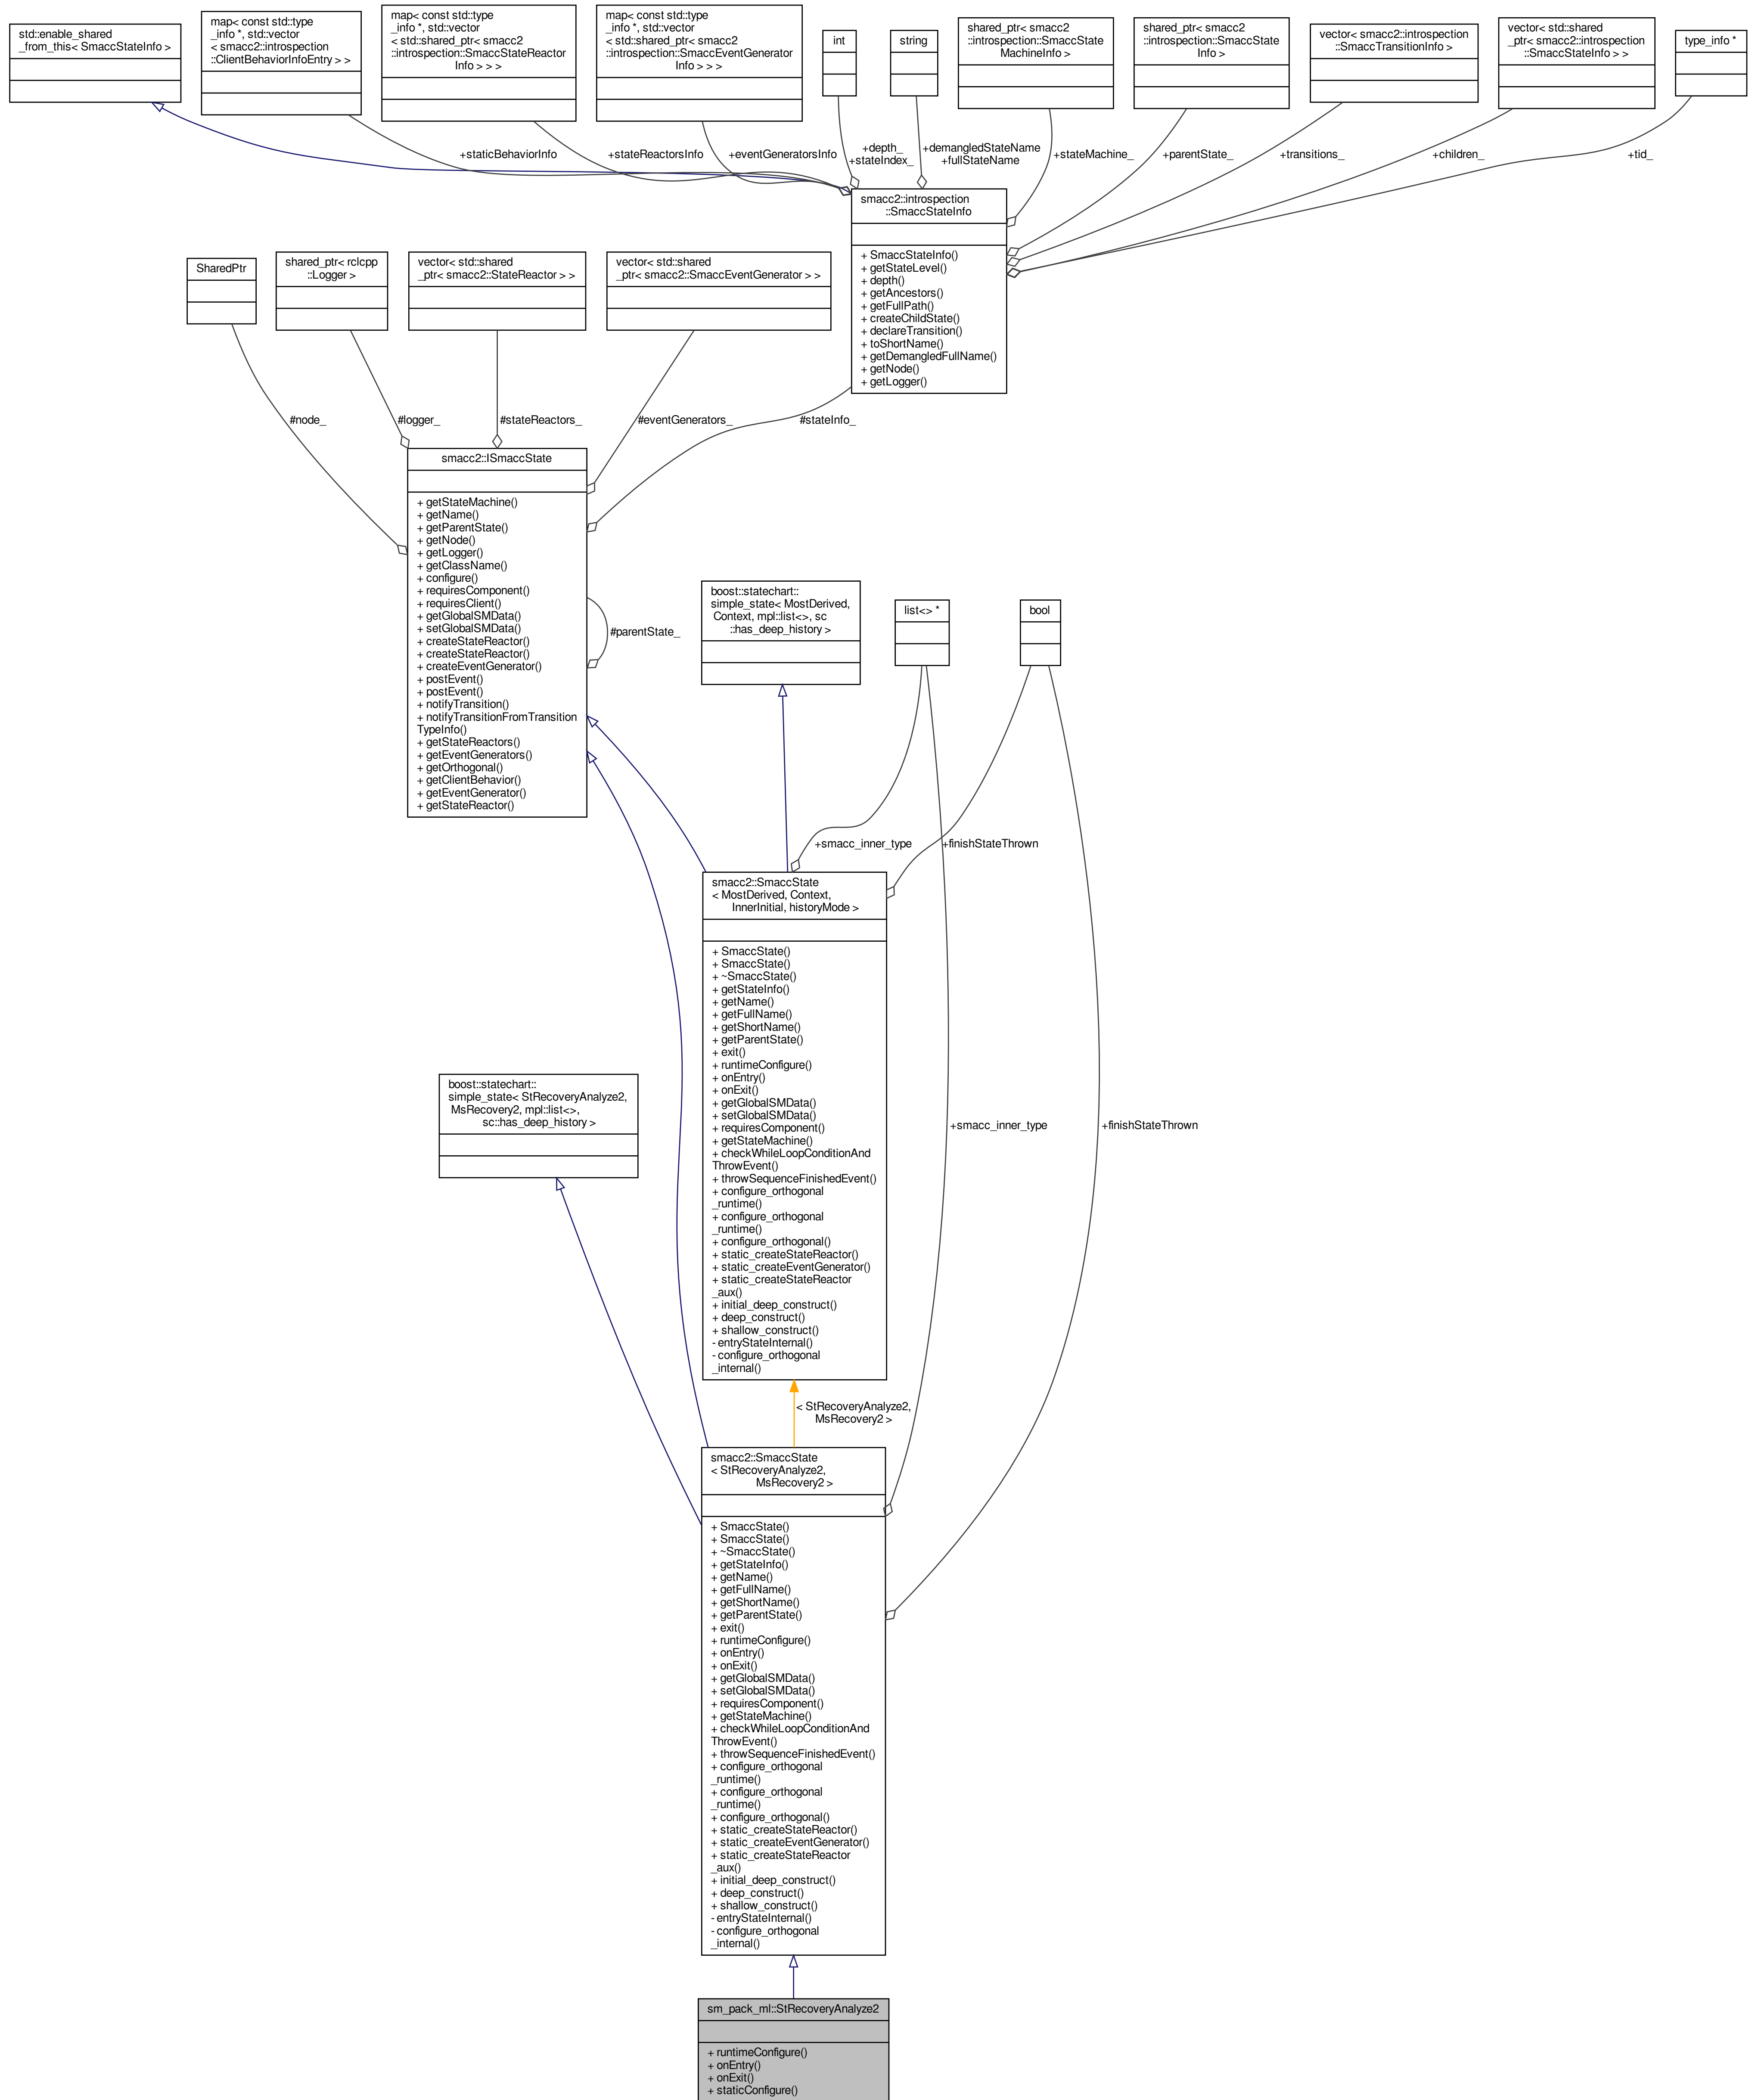 std::enable_shared
_from_this< SmaccStateInfo >
map< const std::type
_info *, std::vector
< smacc2::introspection
::ClientBehaviorInfoEntry > >
map< const std::type
_info *, std::vector
< std::shared_ptr< smacc2
::introspection::SmaccStateReactor
Info > > >
map< const std::type
_info *, std::vector
< std::shared_ptr< smacc2
::introspection::SmaccEventGenerator
Info > > >
int
string
shared_ptr< smacc2
::introspection::SmaccState
MachineInfo >
shared_ptr< smacc2
::introspection::SmaccState
Info >
vector< smacc2::introspection
::SmaccTransitionInfo >
vector< std::shared
_ptr< smacc2::introspection
::SmaccStateInfo > >
type_info *
+staticBehaviorInfo
+stateReactorsInfo
+eventGeneratorsInfo
+depth_
+stateIndex_
+demangledStateName
+fullStateName
+stateMachine_
+parentState_
+transitions_
+children_
+tid_
smacc2::introspection
::SmaccStateInfo
+ SmaccStateInfo()
+ getStateLevel()
+ depth()
+ getAncestors()
+ getFullPath()
+ createChildState()
+ declareTransition()
+ toShortName()
+ getDemangledFullName()
+ getNode()
+ getLogger()
SharedPtr
shared_ptr< rclcpp
::Logger >
vector< std::shared
_ptr< smacc2::StateReactor > >
vector< std::shared
_ptr< smacc2::SmaccEventGenerator > >
#node_
#logger_
#stateReactors_
#eventGenerators_
#stateInfo_
smacc2::ISmaccState
+ getStateMachine()
+ getName()
+ getParentState()
+ getNode()
+ getLogger()
+ getClassName()
+ configure()
+ requiresComponent()
+ requiresClient()
+ getGlobalSMData()
+ setGlobalSMData()
+ createStateReactor()
+ createStateReactor()
+ createEventGenerator()
+ postEvent()
+ postEvent()
+ notifyTransition()
+ notifyTransitionFromTransition
TypeInfo()
+ getStateReactors()
+ getEventGenerators()
+ getOrthogonal()
+ getClientBehavior()
+ getEventGenerator()
+ getStateReactor()
#parentState_
boost::statechart::
simple_state< MostDerived,
Context, mpl::list<>, sc
::has_deep_history >
list<> *
bool
+smacc_inner_type
+finishStateThrown
smacc2::SmaccState
< MostDerived, Context,
InnerInitial, historyMode >
+ SmaccState()
+ SmaccState()
+ ~SmaccState()
+ getStateInfo()
+ getName()
+ getFullName()
+ getShortName()
+ getParentState()
+ exit()
+ runtimeConfigure()
+ onEntry()
+ onExit()
+ getGlobalSMData()
+ setGlobalSMData()
+ requiresComponent()
+ getStateMachine()
+ checkWhileLoopConditionAnd
ThrowEvent()
+ throwSequenceFinishedEvent()
+ configure_orthogonal
_runtime()
+ configure_orthogonal
_runtime()
+ configure_orthogonal()
+ static_createStateReactor()
+ static_createEventGenerator()
+ static_createStateReactor
_aux()
+ initial_deep_construct()
+ deep_construct()
+ shallow_construct()
- entryStateInternal()
- configure_orthogonal
_internal()
boost::statechart::
simple_state< StRecoveryAnalyze2,
MsRecovery2, mpl::list<>,
sc::has_deep_history >
+smacc_inner_type
+finishStateThrown
< StRecoveryAnalyze2,
MsRecovery2 >
smacc2::SmaccState
< StRecoveryAnalyze2,
MsRecovery2 >
+ SmaccState()
+ SmaccState()
+ ~SmaccState()
+ getStateInfo()
+ getName()
+ getFullName()
+ getShortName()
+ getParentState()
+ exit()
+ runtimeConfigure()
+ onEntry()
+ onExit()
+ getGlobalSMData()
+ setGlobalSMData()
+ requiresComponent()
+ getStateMachine()
+ checkWhileLoopConditionAnd
ThrowEvent()
+ throwSequenceFinishedEvent()
+ configure_orthogonal
_runtime()
+ configure_orthogonal
_runtime()
+ configure_orthogonal()
+ static_createStateReactor()
+ static_createEventGenerator()
+ static_createStateReactor
_aux()
+ initial_deep_construct()
+ deep_construct()
+ shallow_construct()
- entryStateInternal()
- configure_orthogonal
_internal()
sm_pack_ml::StRecoveryAnalyze2
+ runtimeConfigure()
+ onEntry()
+ onExit()
+ staticConfigure()